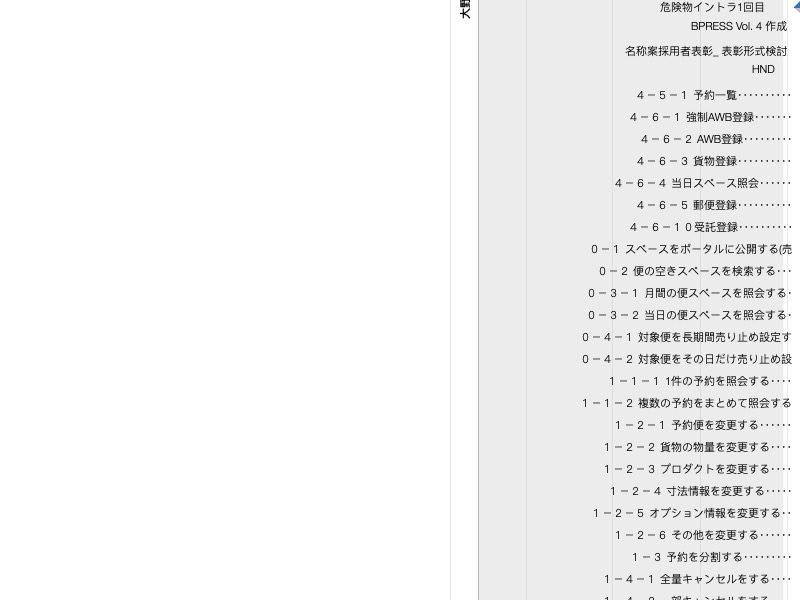 大野
危険物イントラ1回目
BPRESS Vol. 4 作成
名称案採用者表彰_ 表彰形式検討
HND
４－５－１ 予約一覧
４－６－１ 強制AWB登録
４－６－２ AWB登録
４－６－３ 貨物登録
４－６－４ 当日スペース照会
４－６－５ 郵便登録
４－６－１０受託登録
０－１ スペースをポータルに公開する(売
０－２ 便の空きスペースを検索する
０－３－１ 月間の便スペースを照会する
０－３－２ 当日の便スペースを照会する
０－４－１ 対象便を長期間売り止め設定す
０－４－２ 対象便をその日だけ売り止め設
１－１－１ 1件の予約を照会する
１－１－２ 複数の予約をまとめて照会する
１－２－１ 予約便を変更する
１－２－２ 貨物の物量を変更する
１－２－３ プロダクトを変更する
１－２－４ 寸法情報を変更する
１－２－５ オプション情報を変更する
１－２－６ その他を変更する
１－３ 予約を分割する
１－４－１ 全量キャンセルをする